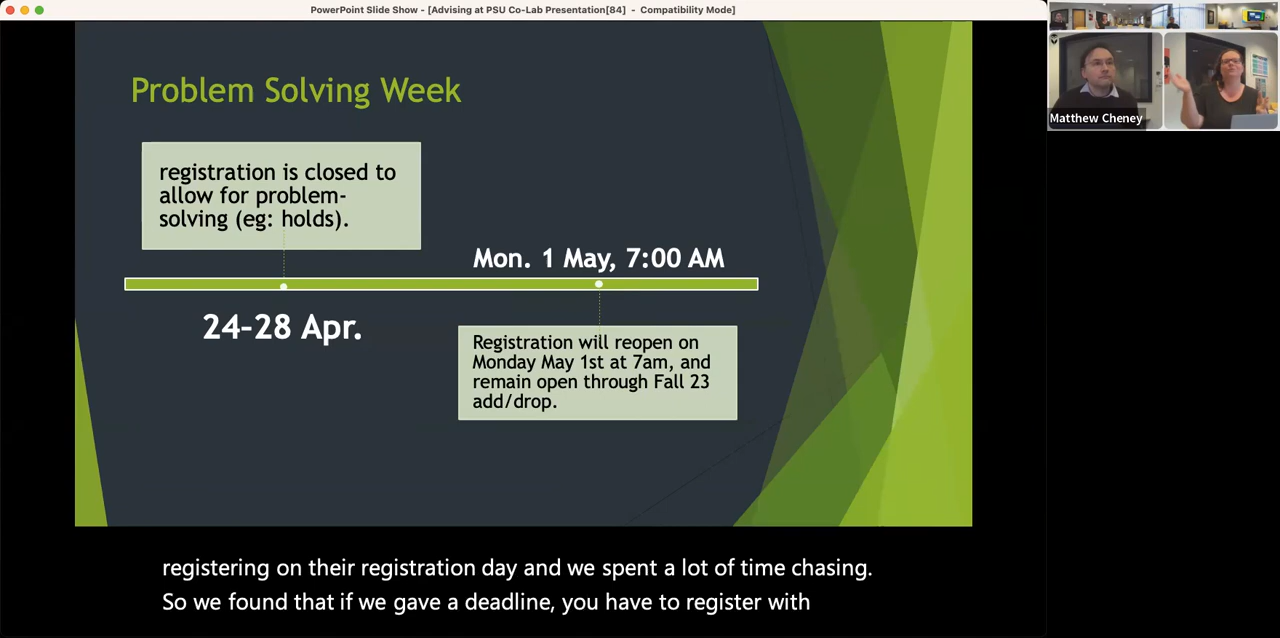 PowerPoint Slide Show - [Advising at PSU Co-Lab Presentation[84]  -  Compatibility Mode]
Problem Solving Week
registration is closed to
allow for problem-
solving (eg: holds).
Mon. 1 May, 7:00 AM
24-28 Apr.
Registration will reopen on
Monday May 1st at 7am, and
remain open through Fall 23
add/drop.
Matthew Cheney
registering on their registration day and we spent a lot of time chasing.
So we found that if we gave a deadline, you have to register with